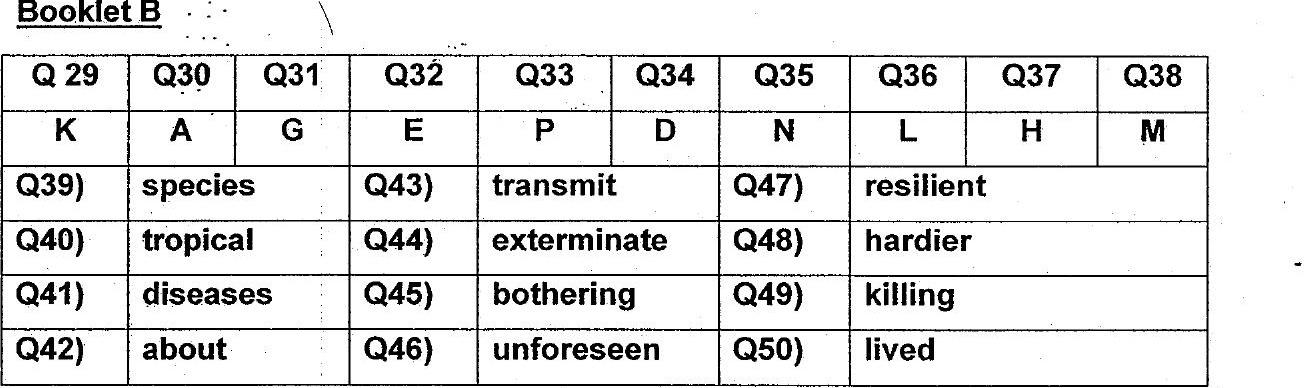 Booklet B
Q 29 Q30 Q31 Q32 Q33 Q34 Q35 Q36 Q37 Q38
K A G E P D N L H M
Q39) species Q43) transmit Q47) resilient
Q40) tropical Q44) exterminate Q48) hardier
Q41) diseases Q45) bothering Q49) killing
Q42) about Q46) unforeseen Q50) lived